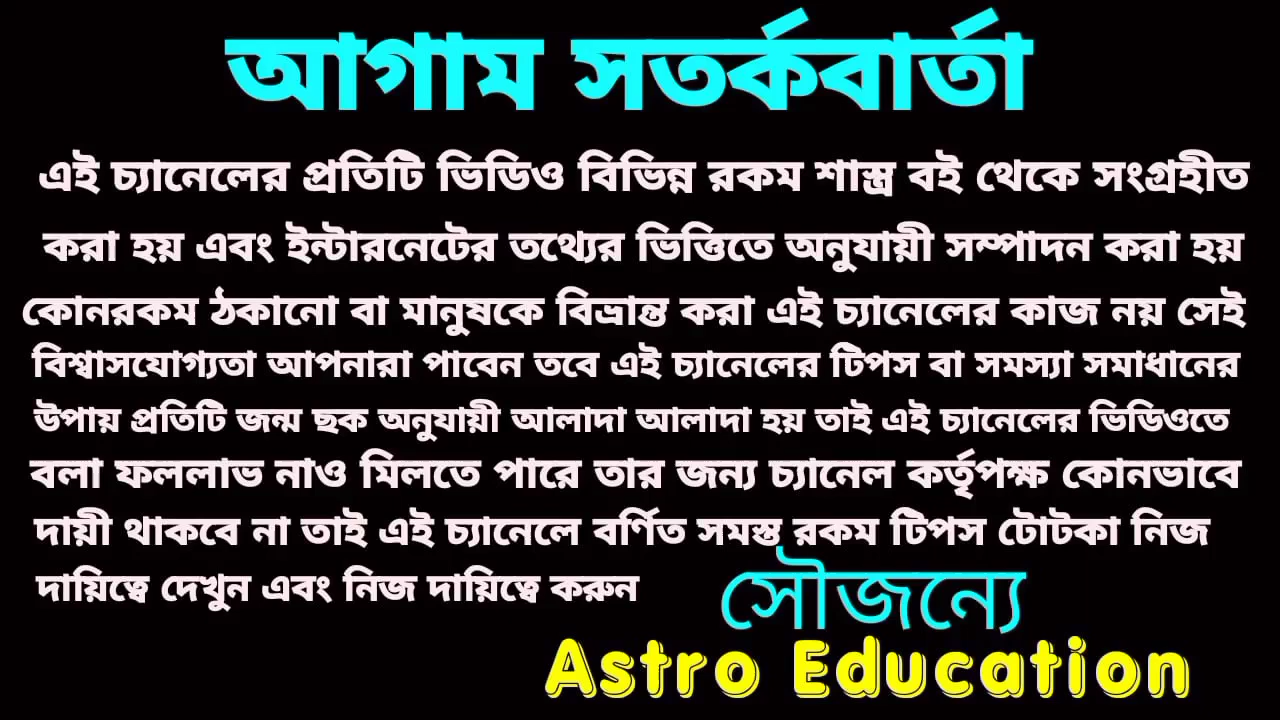 আগাম সতর্কবার্তা
এই চ্যানেলের প্রতিটি ভিডিও বিভিন্ন রকম শাস্ত্র বই থেকে সংগ্রহীত
করা হয় এবং ইন্টারনেটের তথ্যের ভিত্তিতে অনুযায়ী সম্পাদন করা হয়
কোনরকম ঠকানো বা মানুষকে বিভ্রান্ত করা এই চ্যানেলের কাজ নয় সেই
বিশ্বাসযোগ্যতা আপনারা পাবেন তবে এই চ্যানেলের টিপস বা সমস্যা সমাধানের
উপায় প্রতিটি জন্ম ছক অনুযায়ী আলাদা আলাদা হয় তাই এই চ্যানেলের ভিডিওতে
বলা ফললাভ নাও মিলতে পারে তার জন্য চ্যানেল কর্তৃপক্ষ কোনভাবে
দায়ী থাকবে না তাই এই চ্যানেলে বর্ণিত সমস্ত রকম টিপস টোটকা নিজ
দায়িত্বে দেখুন এবং নিজ দায়িত্বে করুন
সৌজন্যে
Astro Education